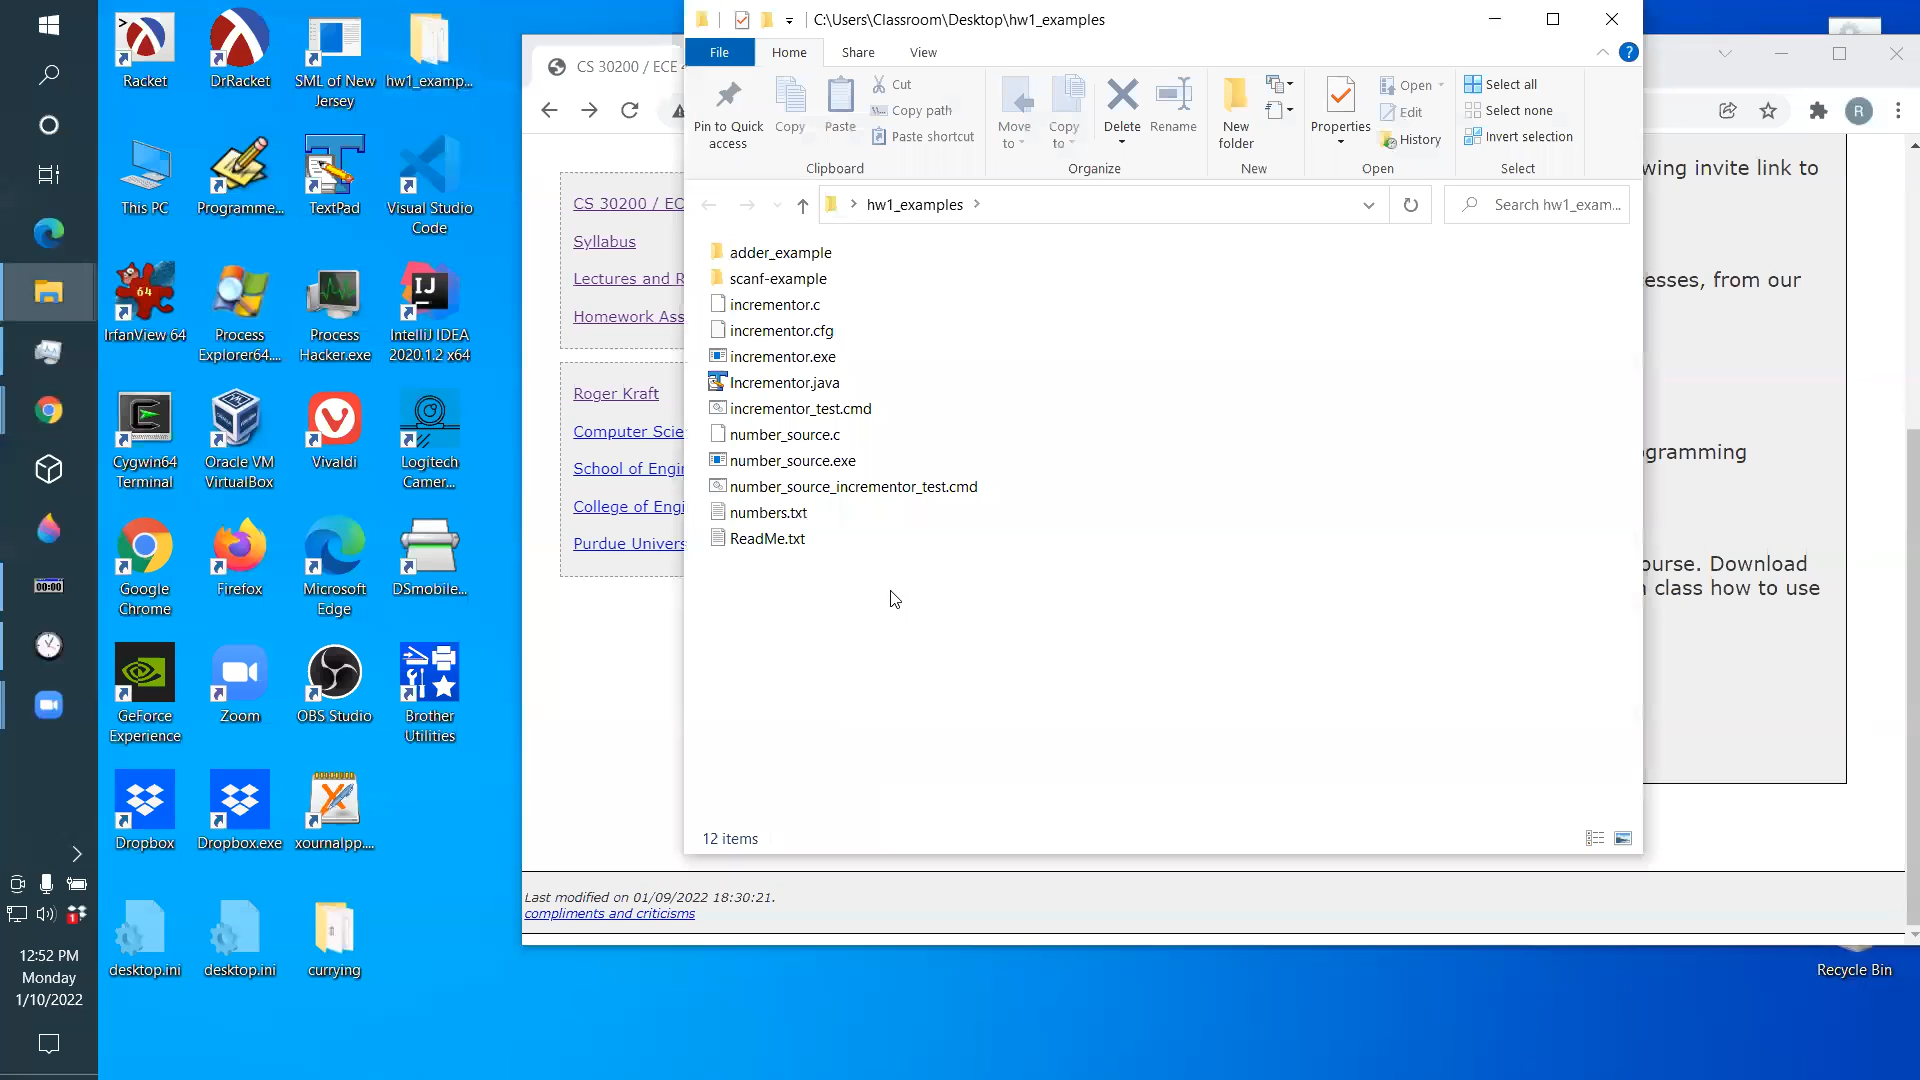 C:\Users\Classroom\Desktop\hw1_examples
File
Home
Share
View
Pin to Quick
access
Copy
Paste
Cut
Copy path
Paste shortcut
Clipboard
Move
to
Copy
to
Delete
Rename
Organize
New
folder
New
Properties
Open
Edit
History
Open
Select all
Select none
Invert selection
Select
hw1_examples
Search hw1_exam...
adder_example
scanf-example
incrementor.c
incrementor.cfg
incrementor.exe
Incrementor.java
incrementor_test.cmd
number_source.c
number_source.exe
number_source_incrementor_test.cmd
numbers.txt
ReadMe.txt
12 items
Racket
DrRacket
SML of New
Jersey
hw1_examp...
This PC
Programme...
TextPad
Visual Studio
Code
64
IrfanView 64
Process
Explorer64....
Process
Hacker.exe
IJ
IntelliJ IDEA
2020.1.2 x64
Cygwin64
Terminal
Oracle VM
VirtualBox
Vivaldi
Logitech
Camer...
Google
Chrome
Firefox
Microsoft
Edge
DSmobile...
GeForce
Experience
Zoom
OBS Studio
Brother
Utilities
Dropbox
Dropbox.exe
xournalpp....
desktop.ini
desktop.ini
currying
Recycle Bin
00:00
1
12:52 PM
Monday
1/10/2022
CS 30200 / ECE
R
CS 30200 / EC
Syllabus
Lectures and R
Homework Ass
Roger Kraft
Computer Scie
School of Engi
College of Engi
Purdue Univers
wing invite link to
esses, from our
gramming
ourse. Download
class how to use
Last modified on 01/09/2022 18:30:21.
compliments and criticisms